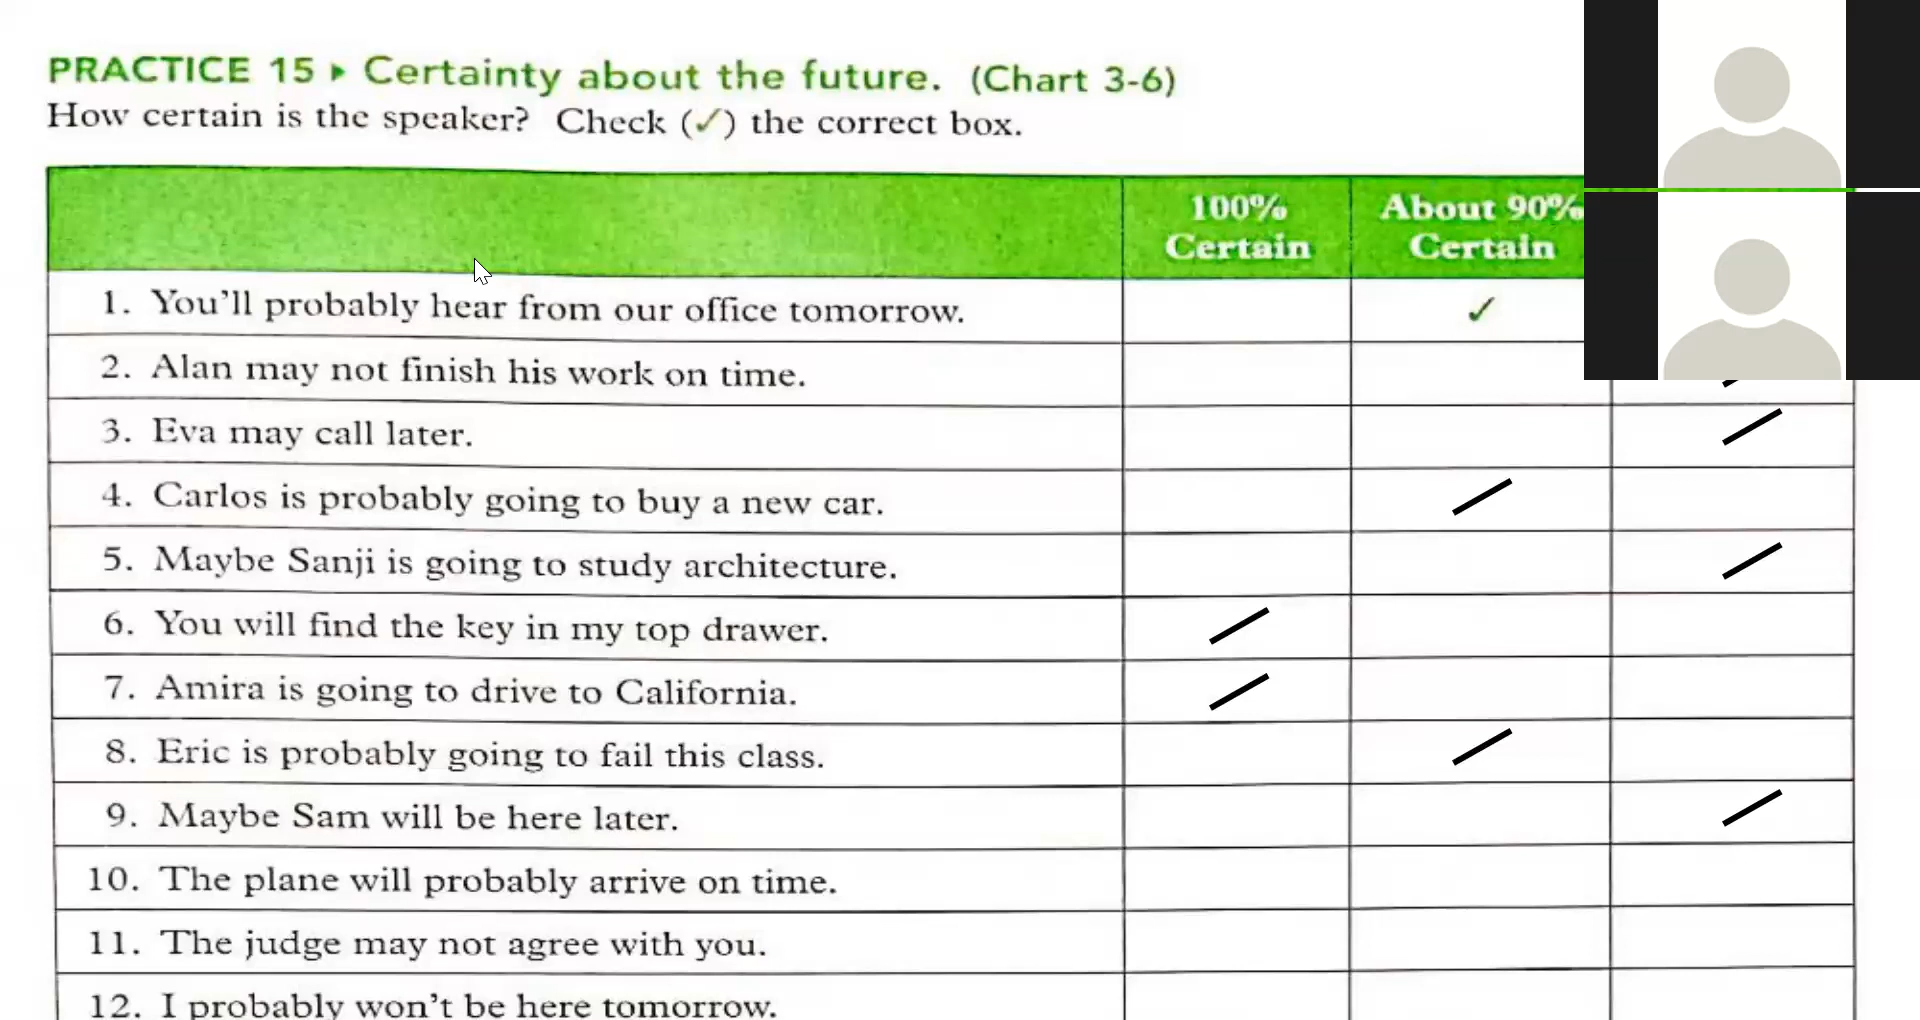 PRACTICE 15 ▸ Certainty about the future. (Chart 3-6)
How certain is the speaker? Check (✓) the correct box.
100% Certain
About 90% Certain
1. You'll probably hear from our office tomorrow. ✓
2. Alan may not finish his work on time.
3. Eva may call later.
4. Carlos is probably going to buy a new car.
5. Maybe Sanji is going to study architecture.
6. You will find the key in my top drawer.
7. Amira is going to drive to California.
8. Eric is probably going to fail this class.
9. Maybe Sam will be here later.
10. The plane will probably arrive on time.
11. The judge may not agree with you.
12. I probably won't be here tomorrow.